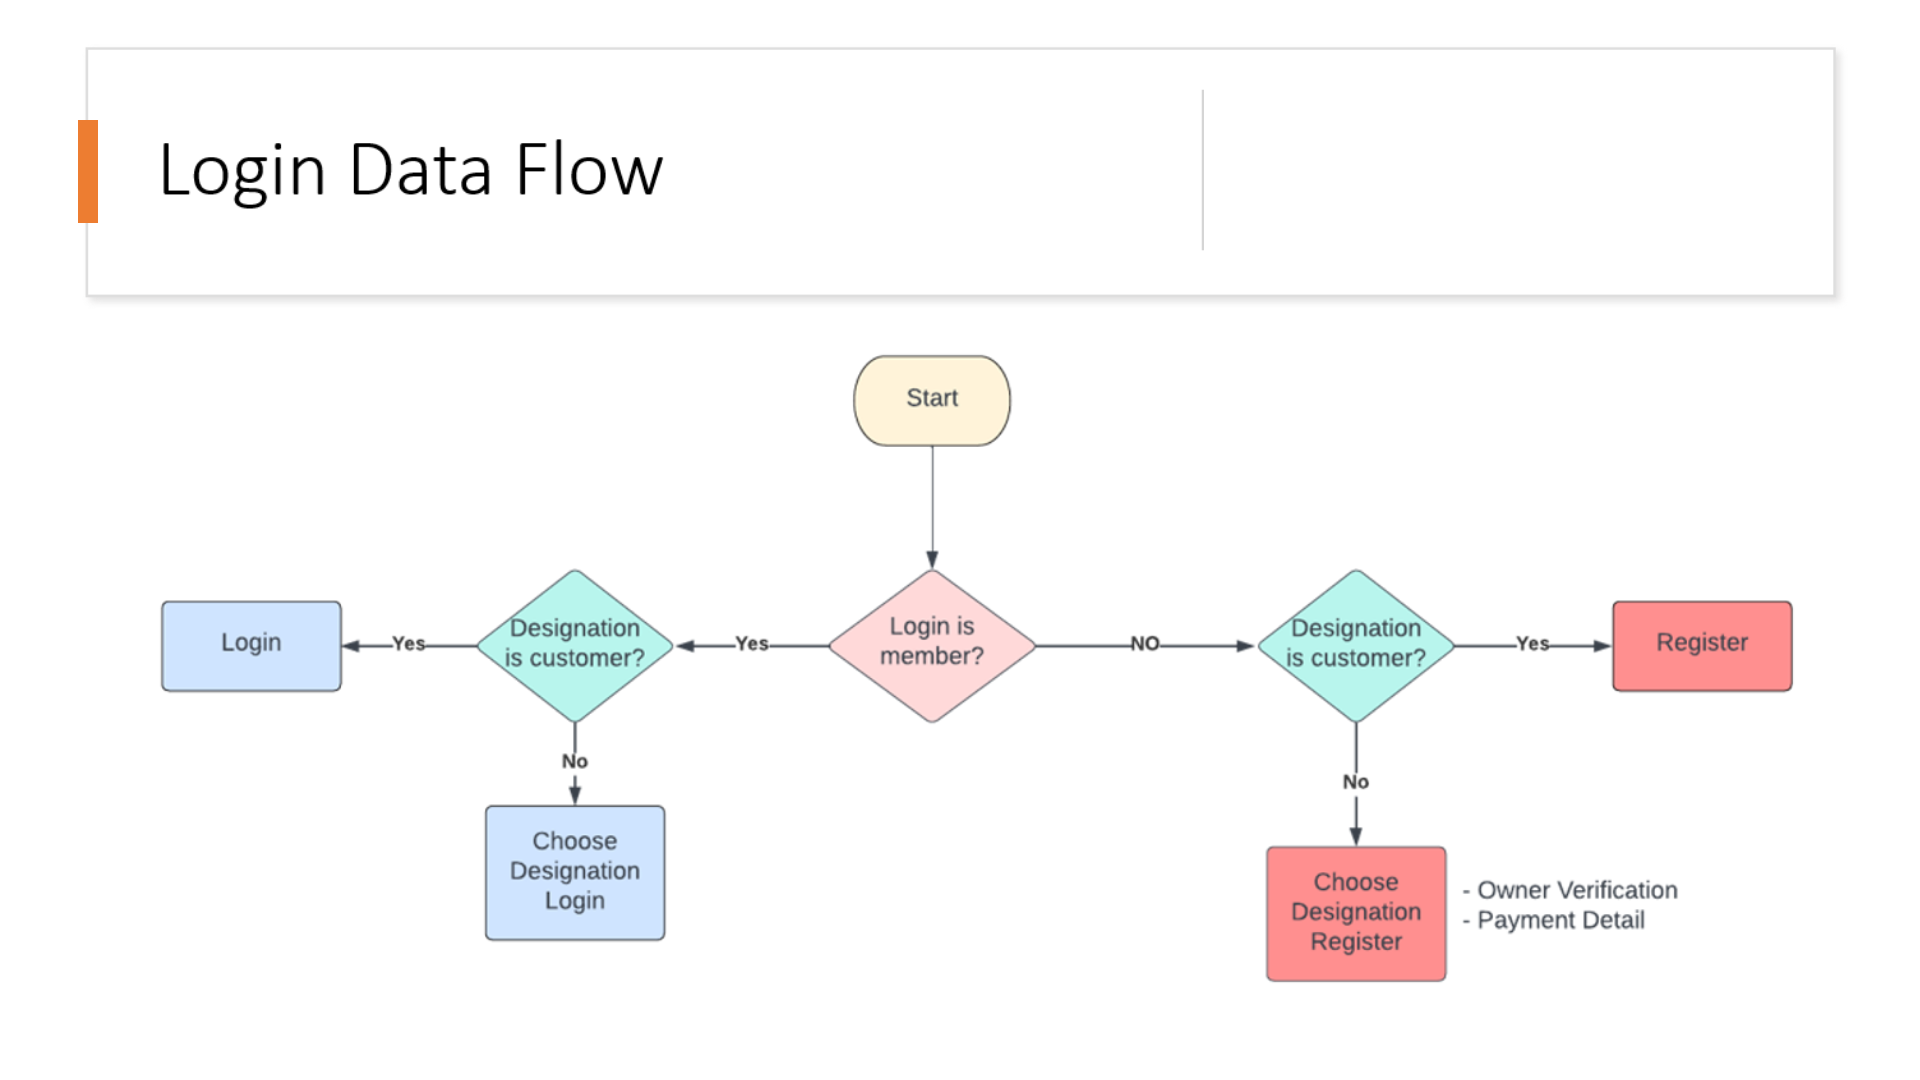 Login Data Flow
Start
Login
Yes
Designation
is customer?
Yes
Login is
member?
NO
Designation
is customer?
Yes
Register
No
No
Choose
Designation
Login
Choose
Designation
Register
- Owner Verification
- Payment Detail